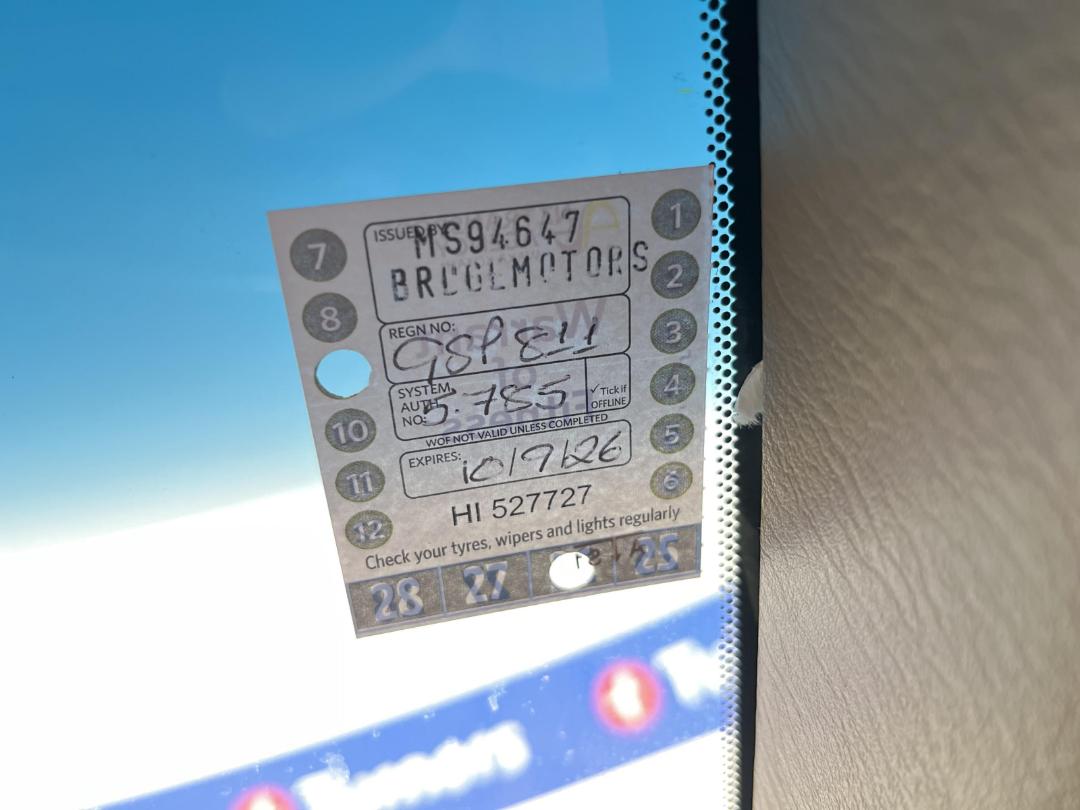 7
8
10
11
12
ISSUED BY
MS94647
MOTORS
REGN NO:
SYSTEM
AUTH
NO:
5.785
✓Tick if
OFFLINE
WOF NOT VALID UNLESS COMPLETED
EXPIRES:
10/9/26
HI 527727
Check your tyres, wipers and lights regularly
28 27 25
1
2
3
4
5
6